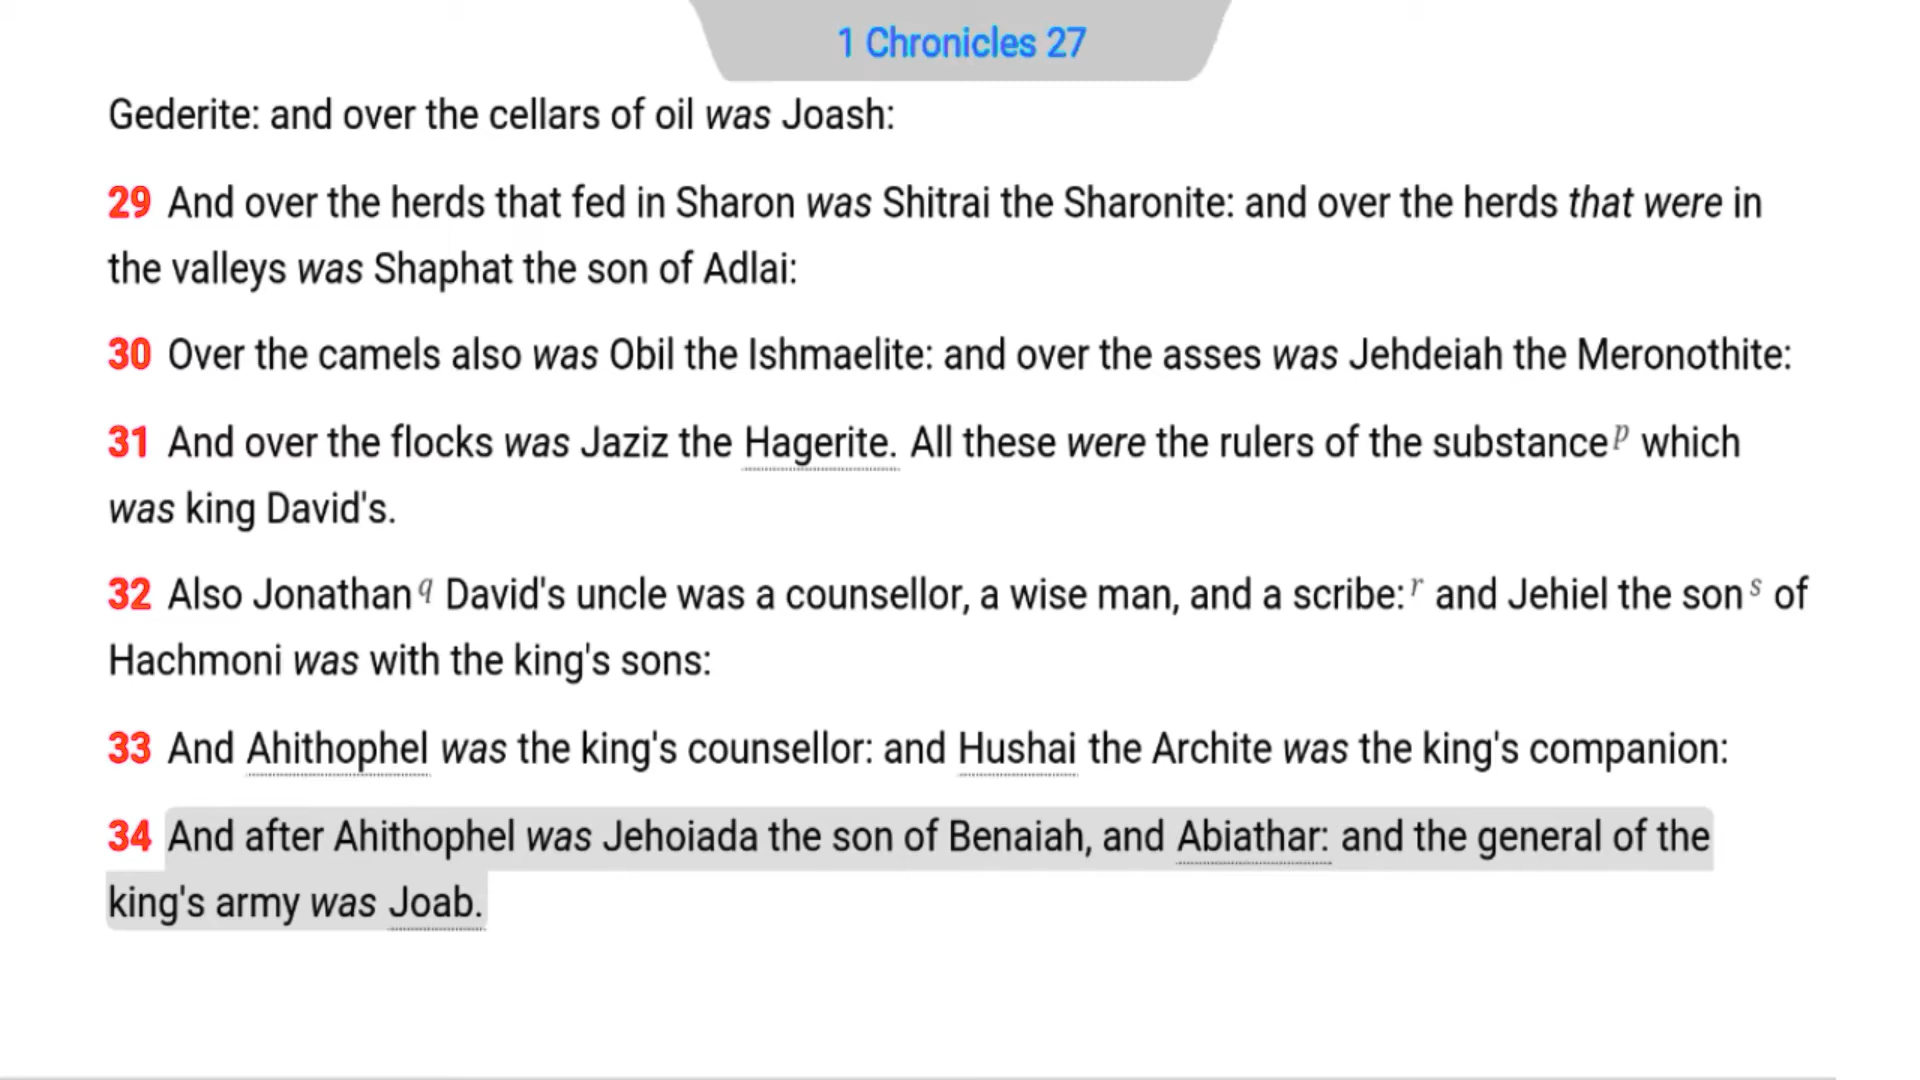 1 Chronicles 27
Gederite: and over the cellars of oil was Joash:
29 And over the herds that fed in Sharon was Shitrai the Sharonite: and over the herds that were in
the valleys was Shaphat the son of Adlai:
30 Over the camels also was Obil the Ishmaelite: and over the asses was Jehdeiah the Meronothite:
31 And over the flocks was Jaziz the Hagerite. All these were the rulers of the substance p which
was king David's.
32 Also Jonathan q David's uncle was a counsellor, a wise man, and a scribe: r and Jehiel the son s of
Hachmoni was with the king's sons:
33 And Ahithophel was the king's counsellor: and Hushai the Archite was the king's companion:
34 And after Ahithophel was Jehoiada the son of Benaiah, and Abiathar: and the general of the
king's army was Joab.